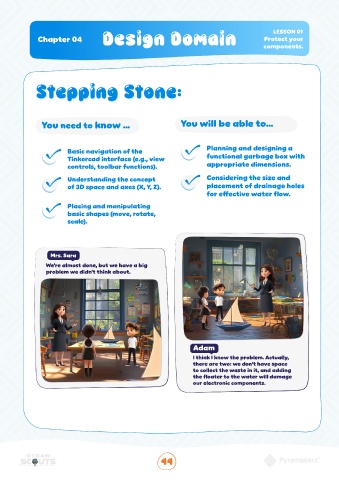 Chapter 04
Design Domain
LESSON 01
Protect your
components.
Stepping Stone:
You need to know ...
Basic navigation of the
Tinkercad interface (e.g., view
controls, toolbar functions).
Understanding the concept
of 3D space and axes (X, Y, Z).
Placing and manipulating
basic shapes (move, rotate,
scale).
You will be able to...
Planning and designing a
functional garbage box with
appropriate dimensions.
Considering the size and
placement of drainage holes
for effective water flow.
Mrs. Sara
We're almost done, but we have a big
problem we didn't think about.
Adam
I think I know the problem. Actually,
there are two: we don't have space
to collect the waste in it, and adding
the floater to the water will damage
our electronic components.
SCOUTS
44
Pyramakerz